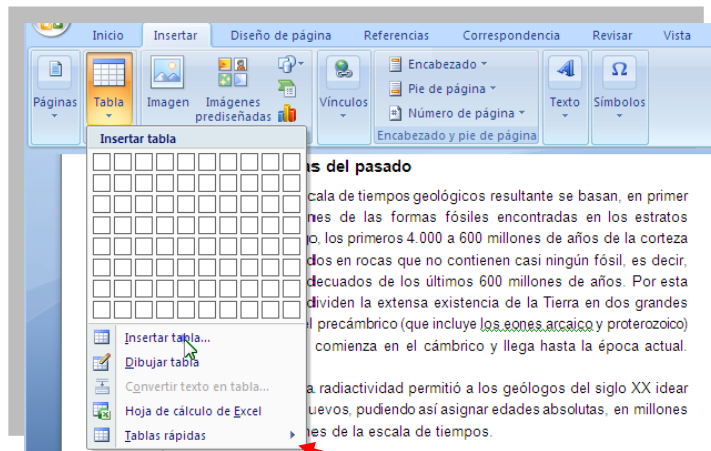 Inicio Insertar Diseño de página Referencias Correspondencia Revisar Vista
Páginas Tabla Imagen Imágenes prediseñadas Vínculos Encabezado Pie de página Número de página Texto Símbolos
Encabezado y pie de página
Insertar tabla
Insertar tabla...
Dibujar tabla
Convertir texto en tabla...
Hoja de cálculo de Excel
Tablas rápidas
del pasado
de tiempos geológicos resultante se basan, en primer
de las formas fósiles encontradas en los estratos
los primeros 4.000 a 600 millones de años de la corteza
en rocas que no contienen casi ningún fósil, es decir,
de los últimos 600 millones de años. Por esta
dividen la extensa existencia de la Tierra en dos grandes
precámbrico (que incluye los eones arcaico y proterozoico)
comienza en el cámbrico y llega hasta la época actual.
radiactividad permitió a los geólogos del siglo XX idear
pudiendo así asignar edades absolutas, en millones
de la escala de tiempos.